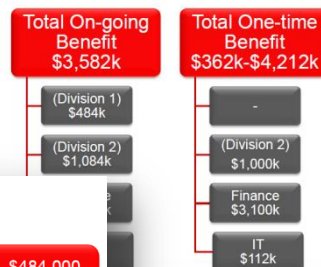 Total On-going
Benefit
$3,582k
(Division 1)
$484k
(Division 2)
$1,084k
$484,000
Total One-time
Benefit
$362k-$4,212k
-
(Division 2)
$1,000k
Finance
$3,100k
IT
$112k